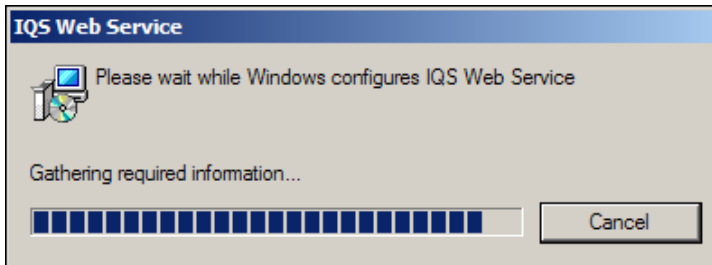 IQS Web Service
Please wait while Windows configures IQS Web Service
Gathering required information...
Cancel